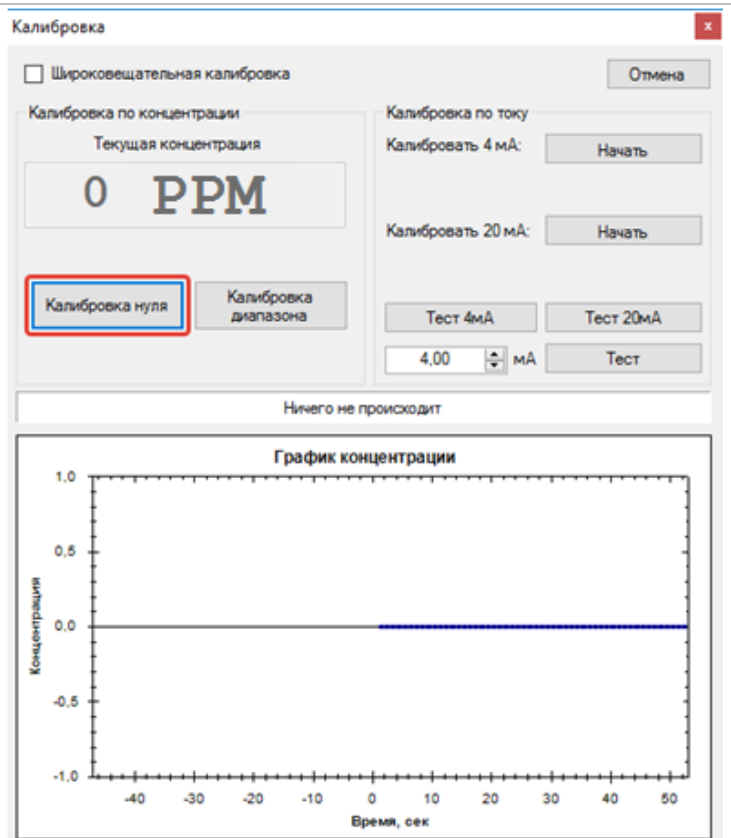 Калибровка
x
Широковещательная калибровка
Отмена
Калибровка по концентрации
Текущая концентрация
0 PPM
Калибровка нуля
Калибровка
диапазона
Калибровка по току
Калибровать 4 мА:
Начать
Калибровать 20 мА:
Начать
Тест 4мА
Тест 20мА
4,00
мА
Тест
Ничего не происходит
График концентрации
Концентрация
1,0
0,5
0,0
-0,5
-1,0
-40 -30 -20 -10 0 10 20 30 40 50
Время, сек